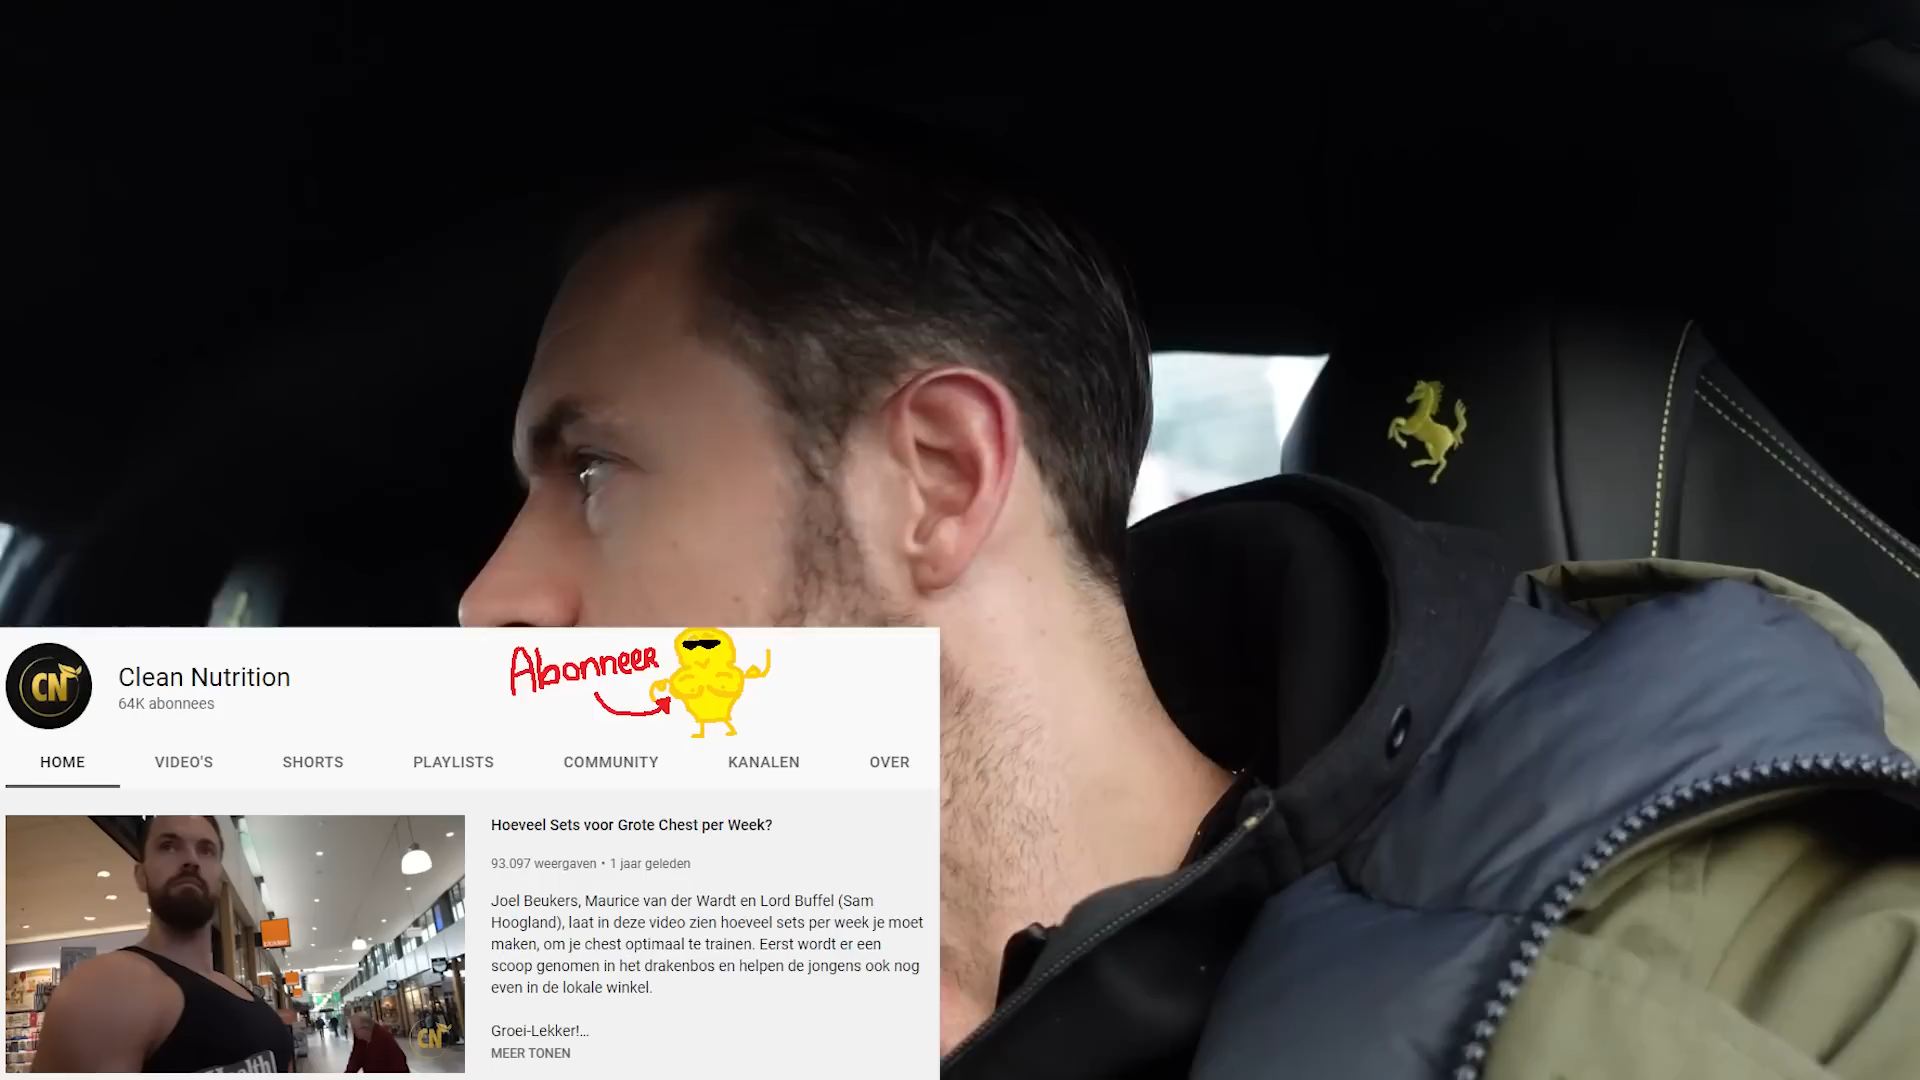 CN
Clean Nutrition
64K abonnees
Abonneer
HOME VIDEO'S SHORTS PLAYLISTS COMMUNITY KANALEN OVER
Hoeveel Sets voor Grote Chest per Week?
93.097 weergaven • 1 jaar geleden
Joel Beukers, Maurice van der Wardt en Lord Buffel (Sam
Hoogland), laat in deze video zien hoeveel sets per week je moet
maken, om je chest optimaal te trainen. Eerst wordt er een
scoop genomen in het drakenbos en helpen de jongens ook nog
even in de lokale winkel.
Groei-Lekker!...
MEER TONEN
CN